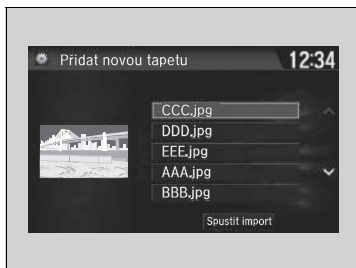 Přidat novou tapetu 12:34
CCC.jpg
DDD.jpg
EEE.jpg
AAA.jpg
BBB.jpg
Spustit import